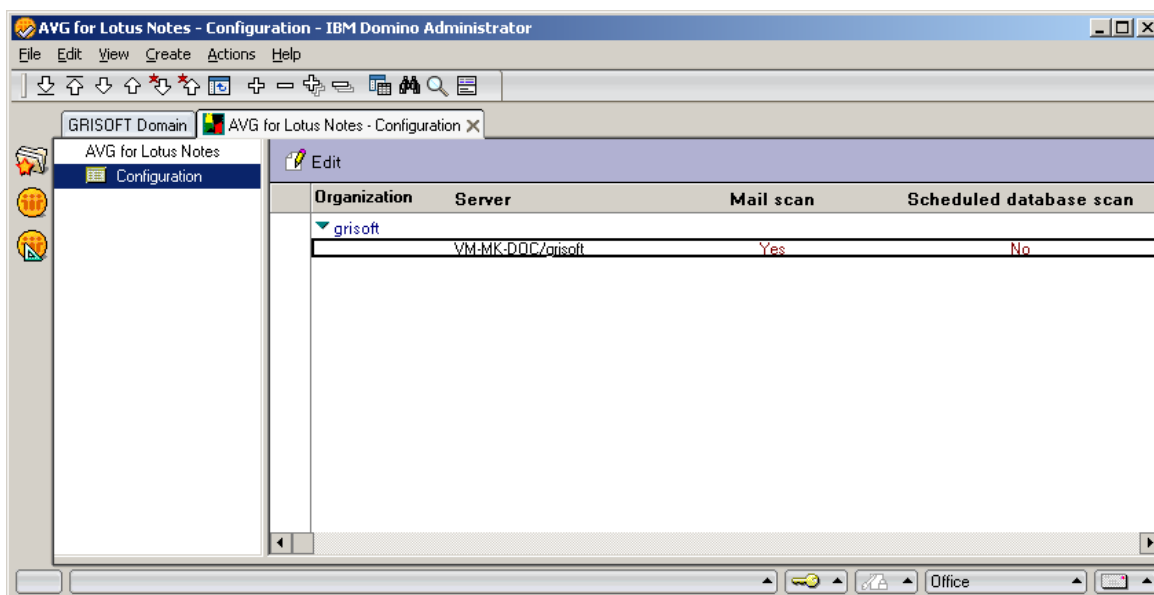 AVG for Lotus Notes - Configuration - IBM Domino Administrator
File Edit View Create Actions Help
GRISOFT Domain AVG for Lotus Notes - Configuration
AVG for Lotus Notes
Configuration
Edit
Organization Server Mail scan Scheduled database scan
grisoft
VM-MK-DOC/grisoft Yes No
Office